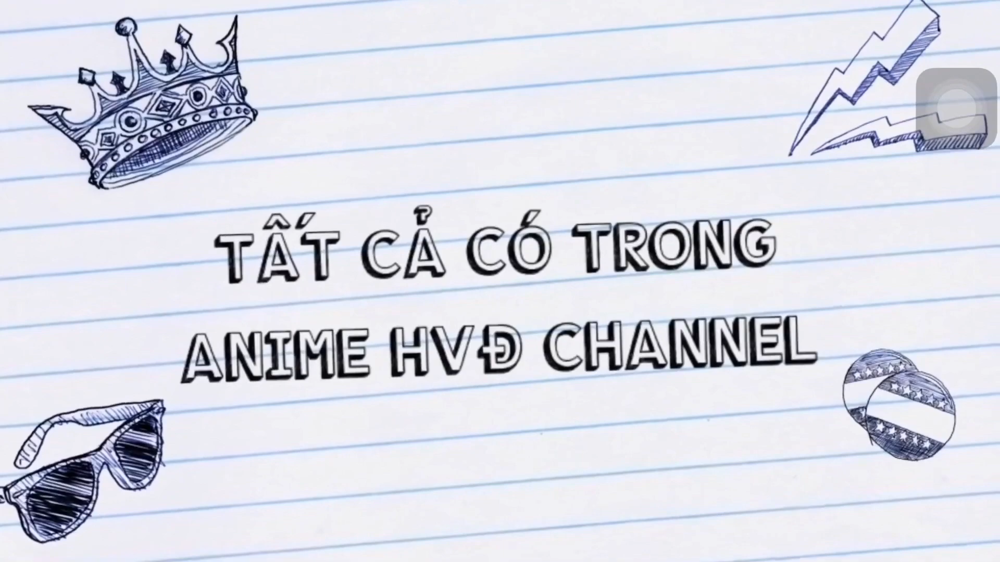 TẤT CẢ CÓ TRONG
ANIME HVĐ CHANNEL